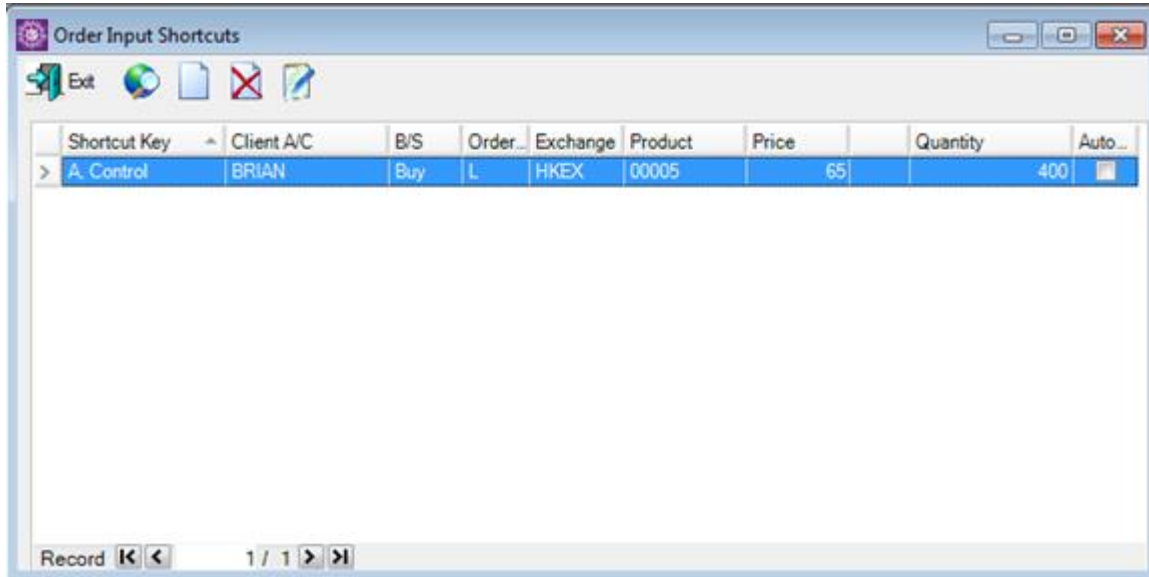 Order Input Shortcuts
Exit
Shortcut Key Client A/C B/S Order... Exchange Product Price Quantity Auto...
A. Control BRIAN Buy L HKEX 00005 65 400
Record 1 / 1